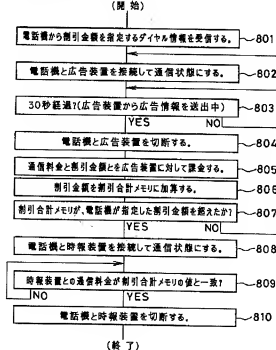 (開始)
電話機から割引金額を指定するダイヤル情報を受信する。 801
電話機と広告装置を接続して通信状態にする。 802
30秒経過?(広告装置から広告情報を送出中) 803
YES NO
電話機と広告装置を切断する。 804
通信料金と割引金額とを広告装置に対して課金する。 805
割引金額を割引合計メモリに加算する。 806
割引合計メモリが、電話機が指定した割引金額を超えたか? 807
YES NO
電話機と時報装置を接続して通信状態にする。 808
時報装置との通信料金が割引合計メモリの値と一致? 809
NO YES
電話機と時報装置を切断する。 810
(終了)